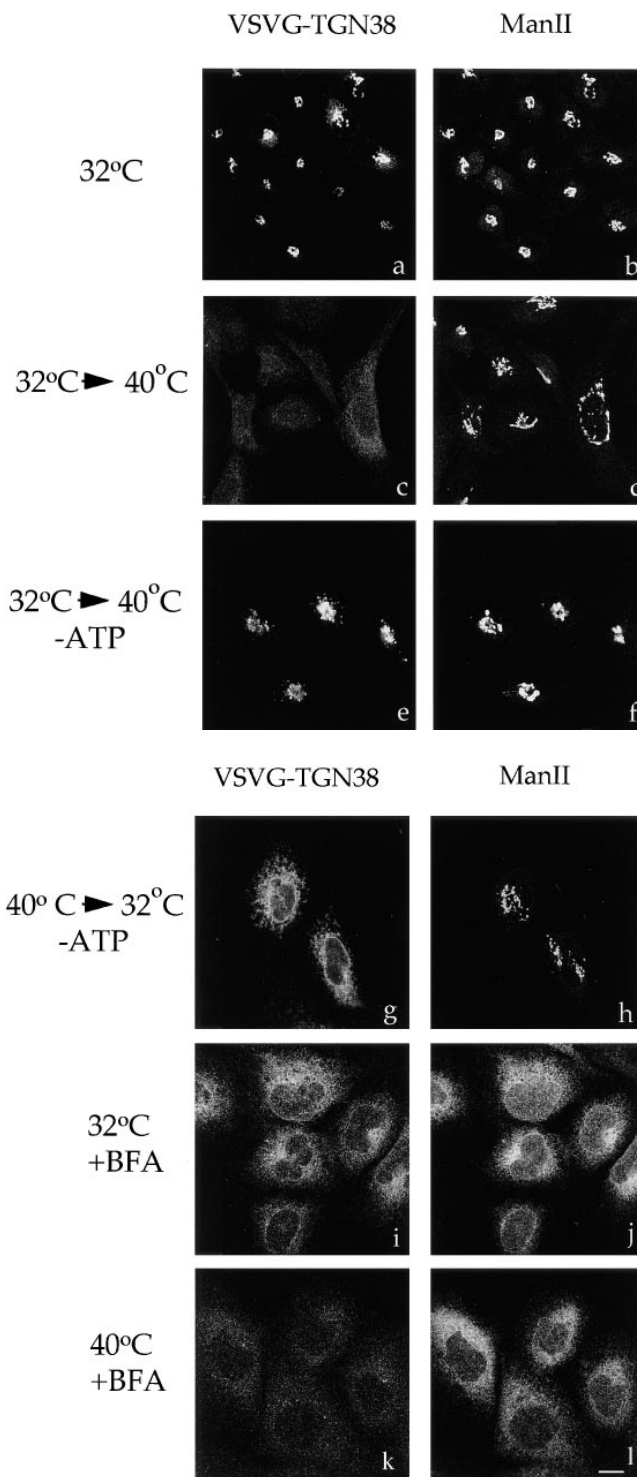 VSVG-TGN38 ManII
32°C
a b
32°C ► 40°C
c d
32°C ► 40°C
-ATP
e f
VSVG-TGN38 ManII
40° C ► 32°C
-ATP
g h
32°C
+BFA
i j
40°C
+BFA
k l